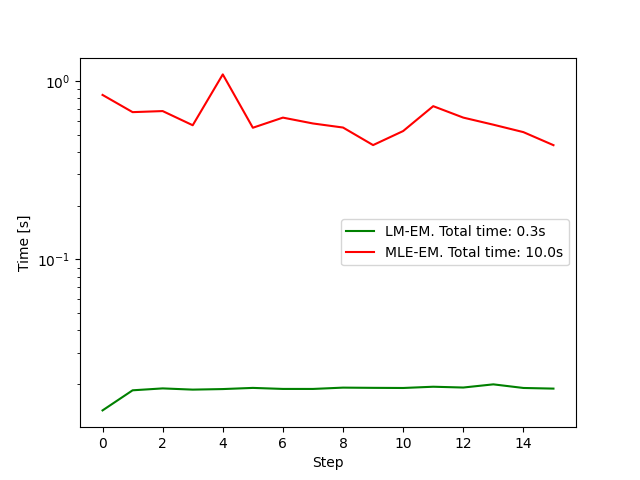 10⁰
10⁻¹
Time [s]
LM-EM. Total time: 0.3s
MLE-EM. Total time: 10.0s
0 2 4 6 8 10 12 14
Step